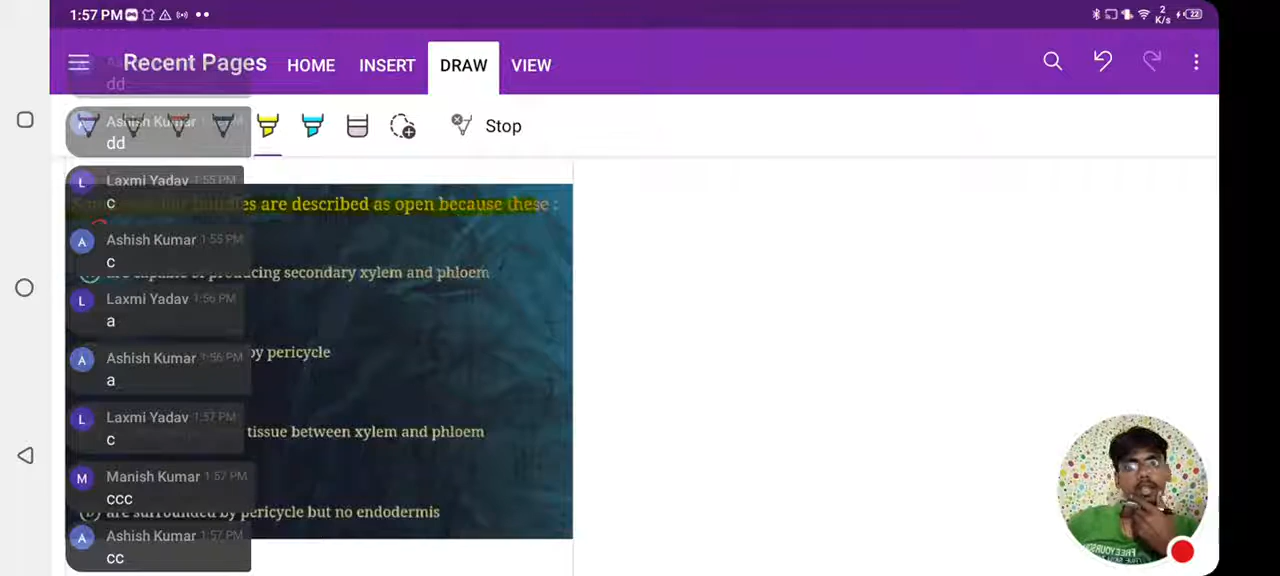 1:57 PM
2 K/s 22
Recent Pages HOME INSERT DRAW VIEW
dd
Stop
Ashish Kumar
dd
Laxmi Yadav 1:55 PM
c
bundles are described as open because these :
Ashish Kumar 1:55 PM
c
are capable of producing secondary xylem and phloem
Laxmi Yadav 1:56 PM
a
by pericycle
Ashish Kumar 1:56 PM
a
Laxmi Yadav 1:57 PM
c
tissue between xylem and phloem
Manish Kumar 1:57 PM
ccc
(D) are surrounded by pericycle but no endodermis
Ashish Kumar 1:57 PM
cc